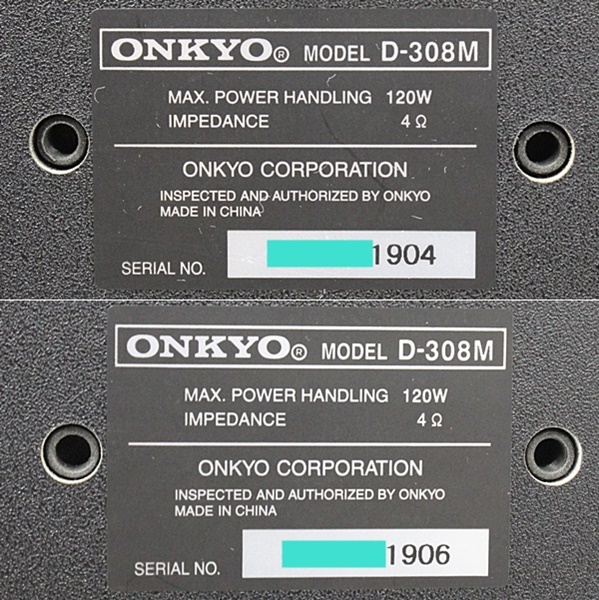 ONKYO® MODEL D-308M
MAX. POWER HANDLING 120W
IMPEDANCE 4 Ω
ONKYO CORPORATION
INSPECTED AND AUTHORIZED BY ONKYO
MADE IN CHINA
SERIAL NO. 1904
ONKYO® MODEL D-308M
MAX. POWER HANDLING 120W
IMPEDANCE 4 Ω
ONKYO CORPORATION
INSPECTED AND AUTHORIZED BY ONKYO
MADE IN CHINA
SERIAL NO. 1906